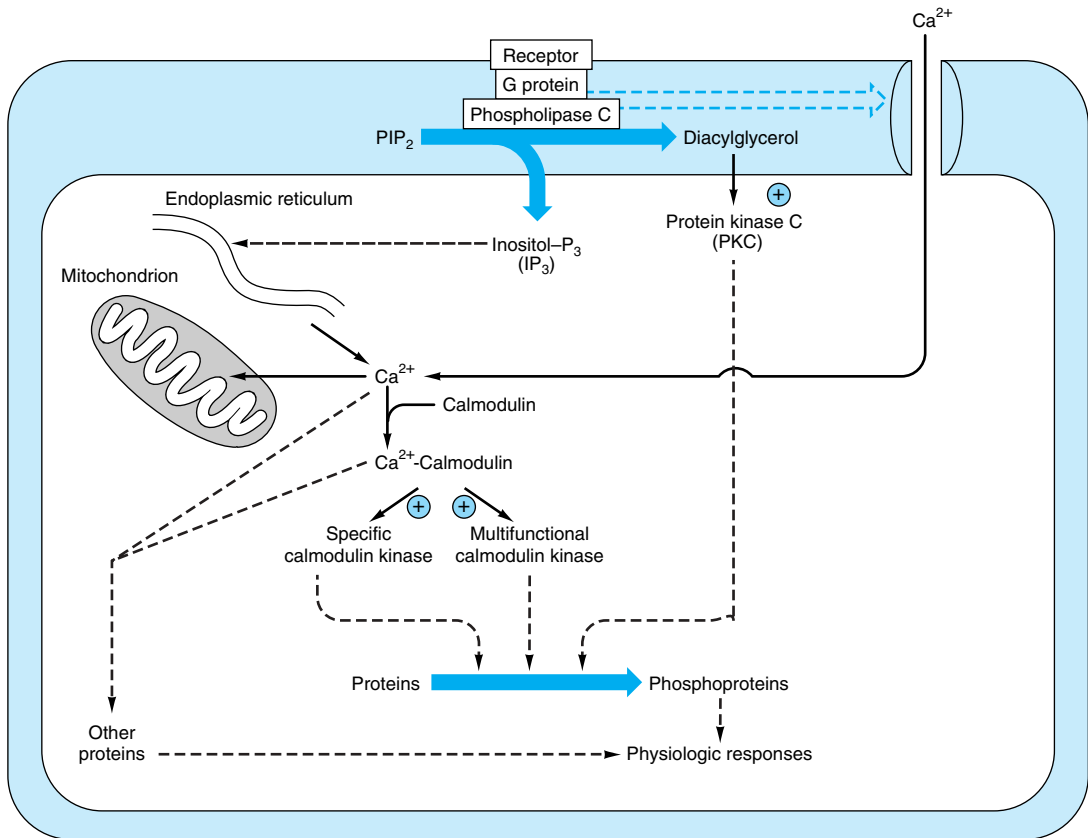 Ca²⁺
Receptor
G protein
Phospholipase C
PIP₂
Diacylglycerol
Endoplasmic reticulum
+
Protein kinase C
(PKC)
Inositol–P₃
(IP₃)
Mitochondrion
Ca²⁺
Calmodulin
Ca²⁺-Calmodulin
+ +
Specific
calmodulin kinase
Multifunctional
calmodulin kinase
Proteins
Phosphoproteins
Other
proteins
Physiologic responses